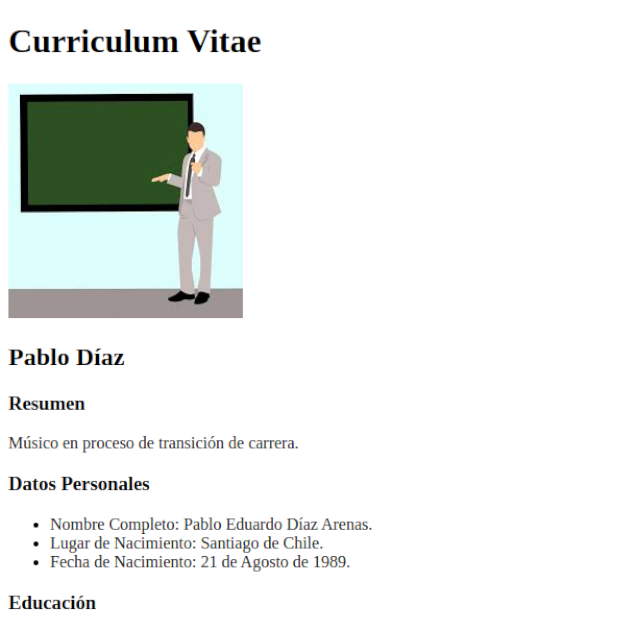 Curriculum Vitae
Pablo Díaz
Resumen
Músico en proceso de transición de carrera.
Datos Personales
Nombre Completo: Pablo Eduardo Díaz Arenas.
Lugar de Nacimiento: Santiago de Chile.
Fecha de Nacimiento: 21 de Agosto de 1989.
Educación